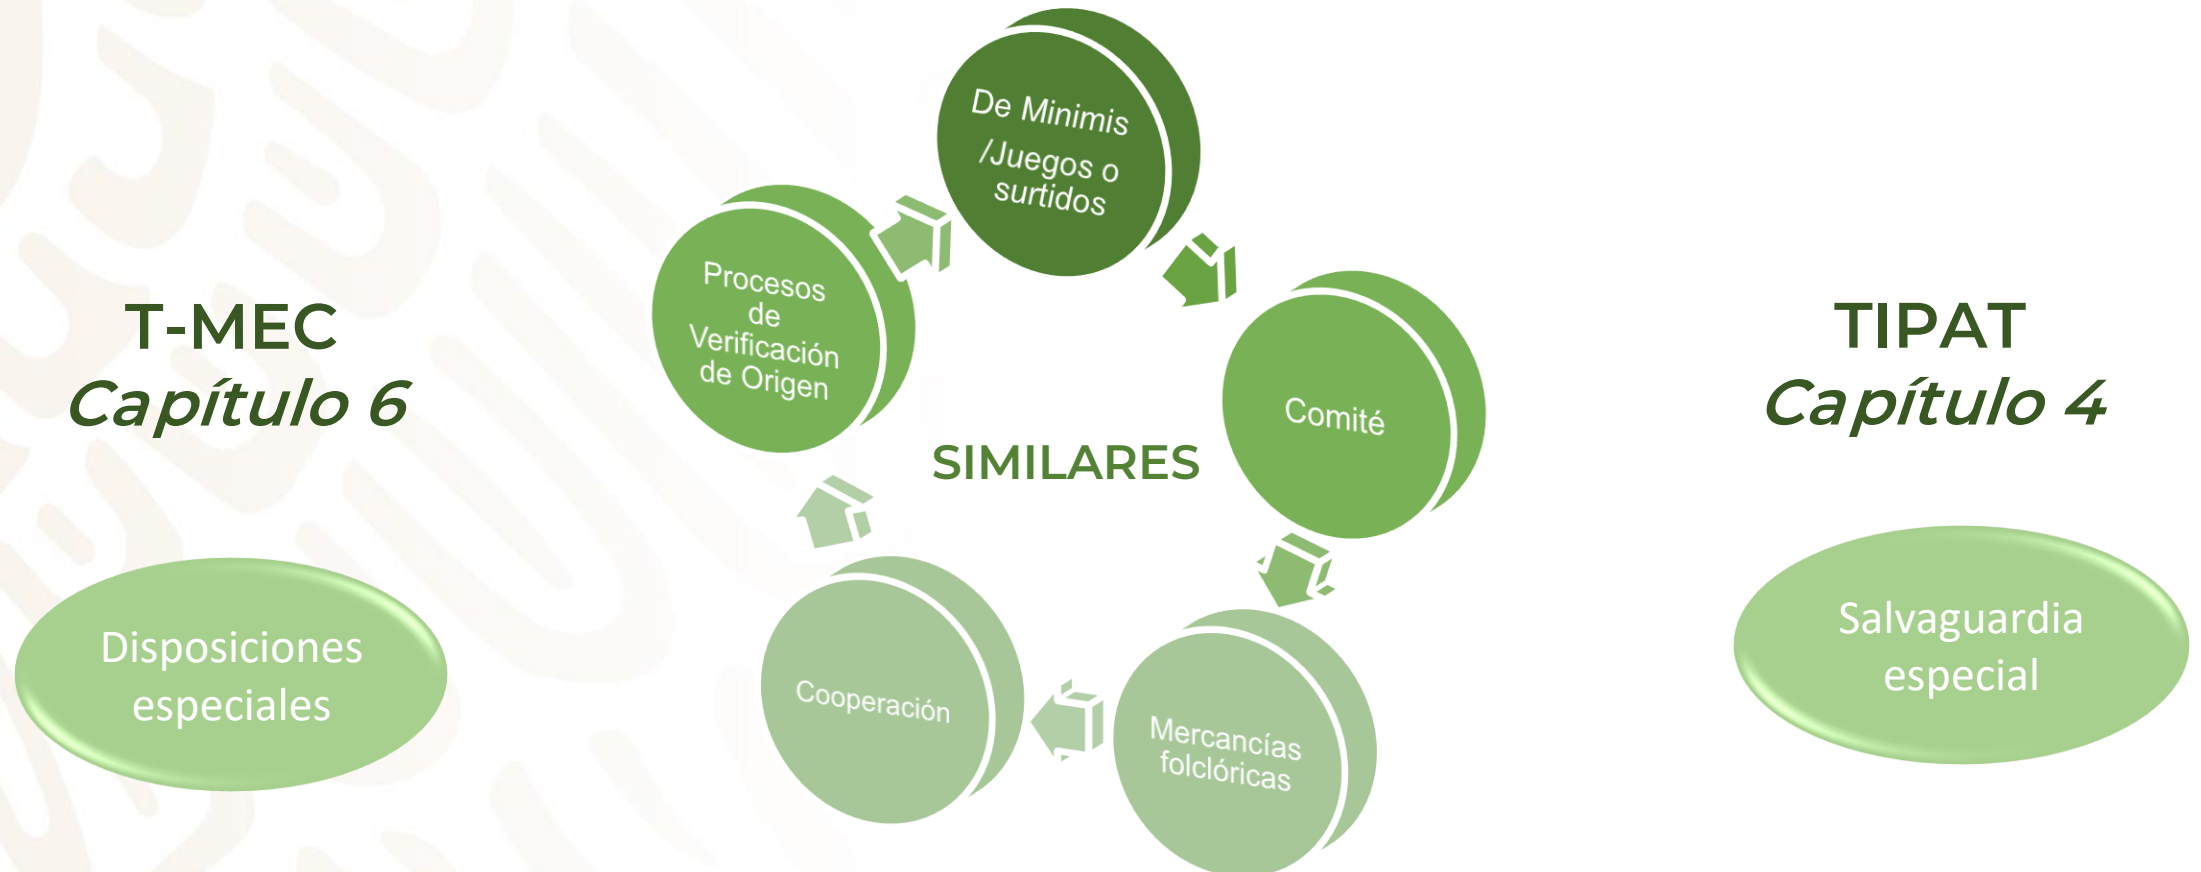 T-MEC
Capítulo 6
Disposiciones
especiales
De Minimis
/Juegos o
surtidos
Comité
Mercancías
folclóricas
Cooperación
Procesos
de
Verificación
de Origen
SIMILARES
TIPAT
Capítulo 4
Salvaguardia
especial